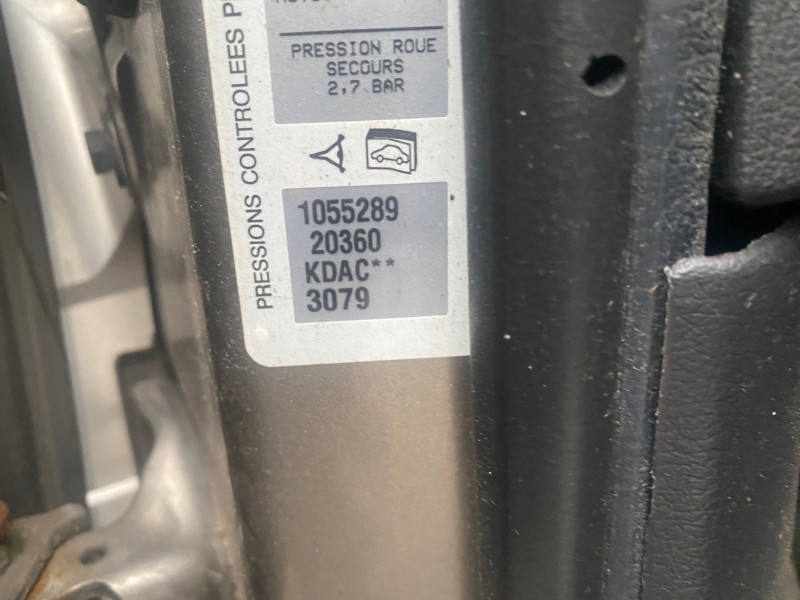 PRESSION ROUE
SECOURS
2,7 BAR
PRESSIONS CONTROLEES
1055289
20360
KDAC**
3079